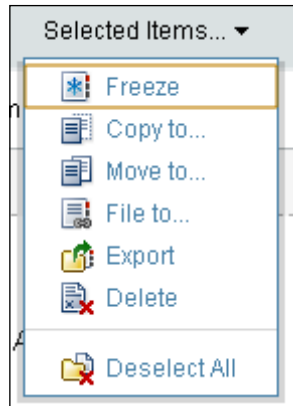 Selected Items...
Freeze
Copy to...
Move to...
File to...
Export
Delete
Deselect All